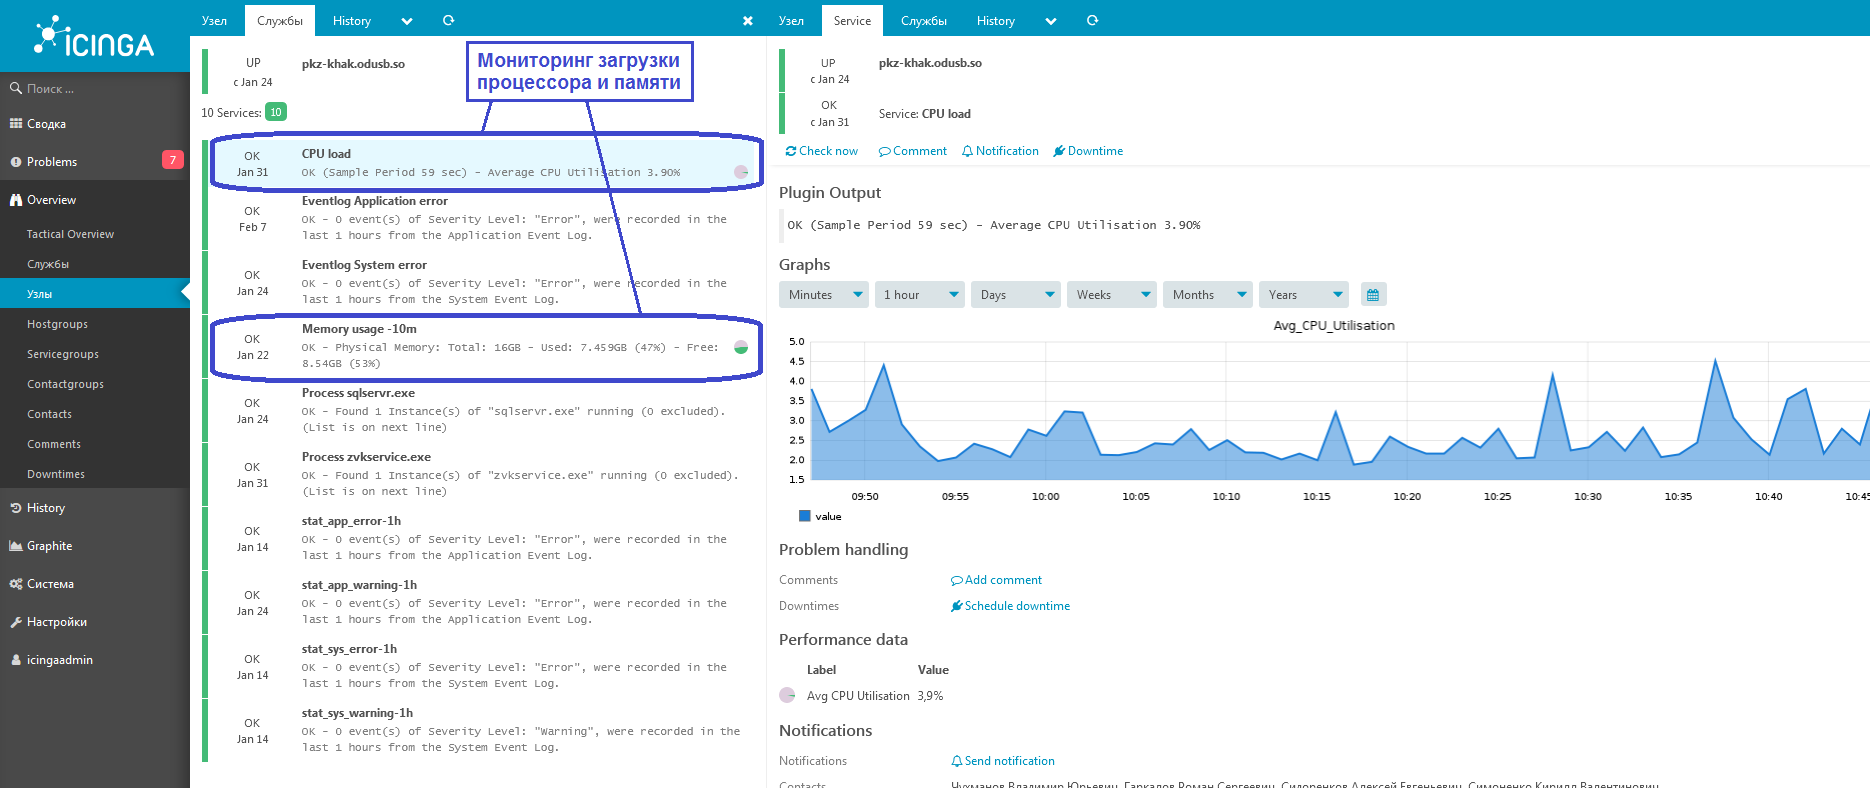 iCINGA
Поиск ...
Сводка
Problems
7
Overview
Tactical Overview
Службы
Узлы
Hostgroups
Servicegroups
Contactgroups
Contacts
Comments
Downtimes
History
Graphite
Система
Настройки
icingaadmin
Узел
Службы
History
UP
с Jan 24
pkz-khak.odusb.so
Мониторинг загрузки
процессора и памяти
10 Services: 10
OK
Jan 31
CPU load
OK (Sample Period 59 sec) - Average CPU Utilisation 3.90%
OK
Feb 7
Eventlog Application error
OK - 0 event(s) of Severity Level: "Error", were recorded in the
last 1 hours from the Application Event Log.
OK
Jan 24
Eventlog System error
OK - 0 event(s) of Severity Level: "Error", were recorded in the
last 1 hours from the System Event Log.
OK
Jan 22
Memory usage -10m
OK - Physical Memory: Total: 16GB - Used: 7.459GB (47%) - Free:
8.54GB (53%)
OK
Jan 24
Process sqlservr.exe
OK - Found 1 Instance(s) of "sqlservr.exe" running (0 excluded).
(List is on next line)
OK
Jan 31
Process zvkservice.exe
OK - Found 1 Instance(s) of "zvkservice.exe" running (0 excluded).
(List is on next line)
OK
Jan 14
stat_app_error-1h
OK - 0 event(s) of Severity Level: "Error", were recorded in the
last 1 hours from the Application Event Log.
OK
Jan 24
stat_app_warning-1h
OK - 0 event(s) of Severity Level: "Error", were recorded in the
last 1 hours from the Application Event Log.
OK
Jan 14
stat_sys_error-1h
OK - 0 event(s) of Severity Level: "Error", were recorded in the
last 1 hours from the System Event Log.
OK
Jan 14
stat_sys_warning-1h
OK - 0 event(s) of Severity Level: "Warning", were recorded in the
last 1 hours from the System Event Log.
Узел
Service
Службы
History
UP
с Jan 24
pkz-khak.odusb.so
OK
с Jan 31
Service: CPU load
Check now
Comment
Notification
Downtime
Plugin Output
OK (Sample Period 59 sec) - Average CPU Utilisation 3.90%
Graphs
Minutes
1 hour
Days
Weeks
Months
Years
Avg_CPU_Utilisation
5.0
4.5
4.0
3.5
3.0
2.5
2.0
1.5
09:50 09:55 10:00 10:05 10:10 10:15 10:20 10:25 10:30 10:35 10:40 10:45
value
Problem handling
Comments
Add comment
Downtimes
Schedule downtime
Performance data
Label Value
Avg CPU Utilisation 3,9%
Notifications
Notifications
Send notification
Contacts
Чухманов Владимир Юрьевич, Гаркалов Роман Сергеевич, Сидоренков Алексей Евгеньевич, Симоненко Кирилл Валентинович